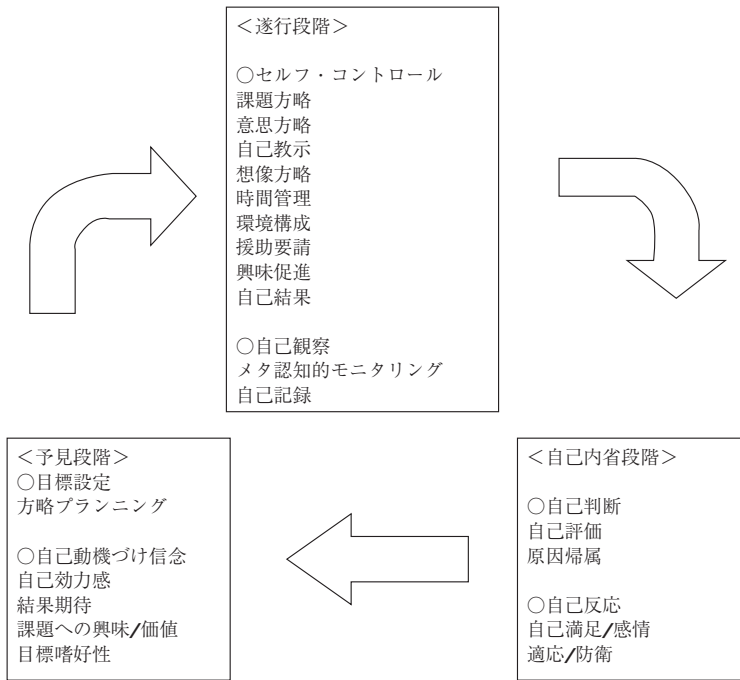 ＜遂行段階＞
○セルフ・コントロール
課題方略
意思方略
自己教示
想像方略
時間管理
環境構成
援助要請
興味促進
自己結果
○自己観察
メタ認知的モニタリング
自己記録
＜予見段階＞
○目標設定
方略プランニング
○自己動機づけ信念
自己効力感
結果期待
課題への興味/価値
目標嗜好性
＜自己内省段階＞
○自己判断
自己評価
原因帰属
○自己反応
自己満足/感情
適応/防衛